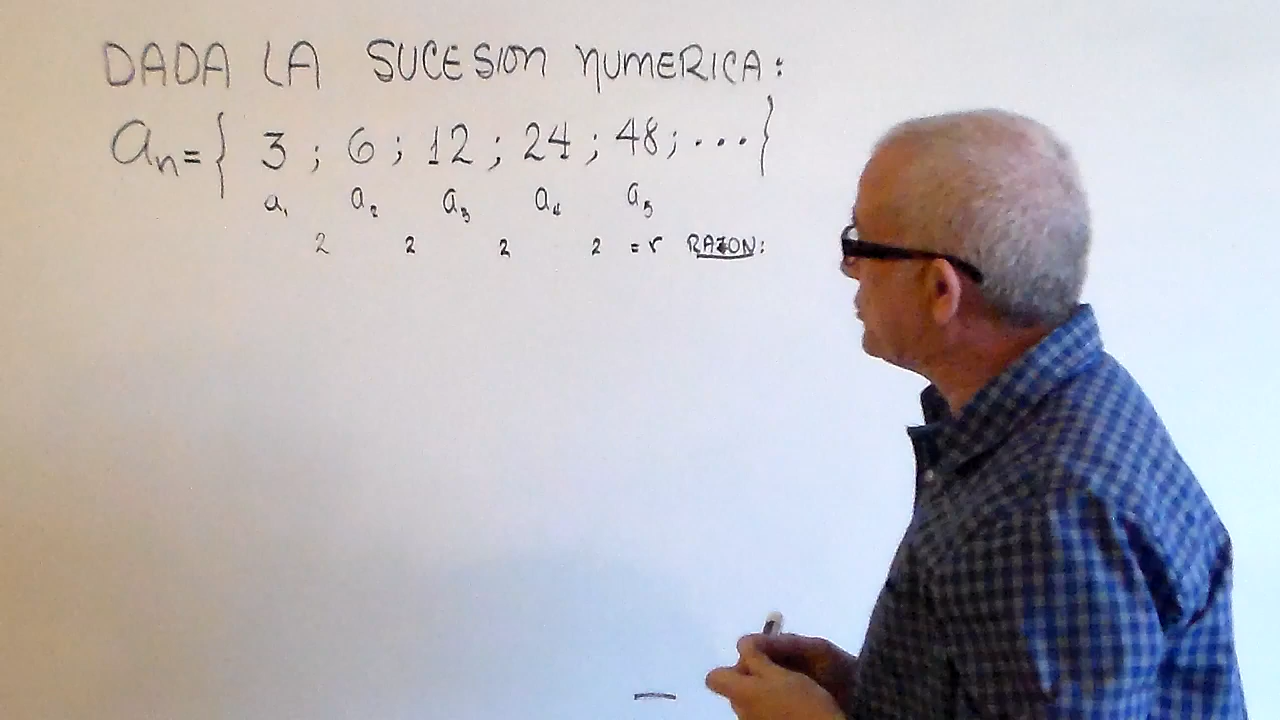 DADA LA SUCESION NUMERICA:
an={ 3 ; 6 ; 12 ; 24 ; 48 ; ... }
a₁ a₂ a₃ a₄ a₅
2 2 2 2 = r RAZON: